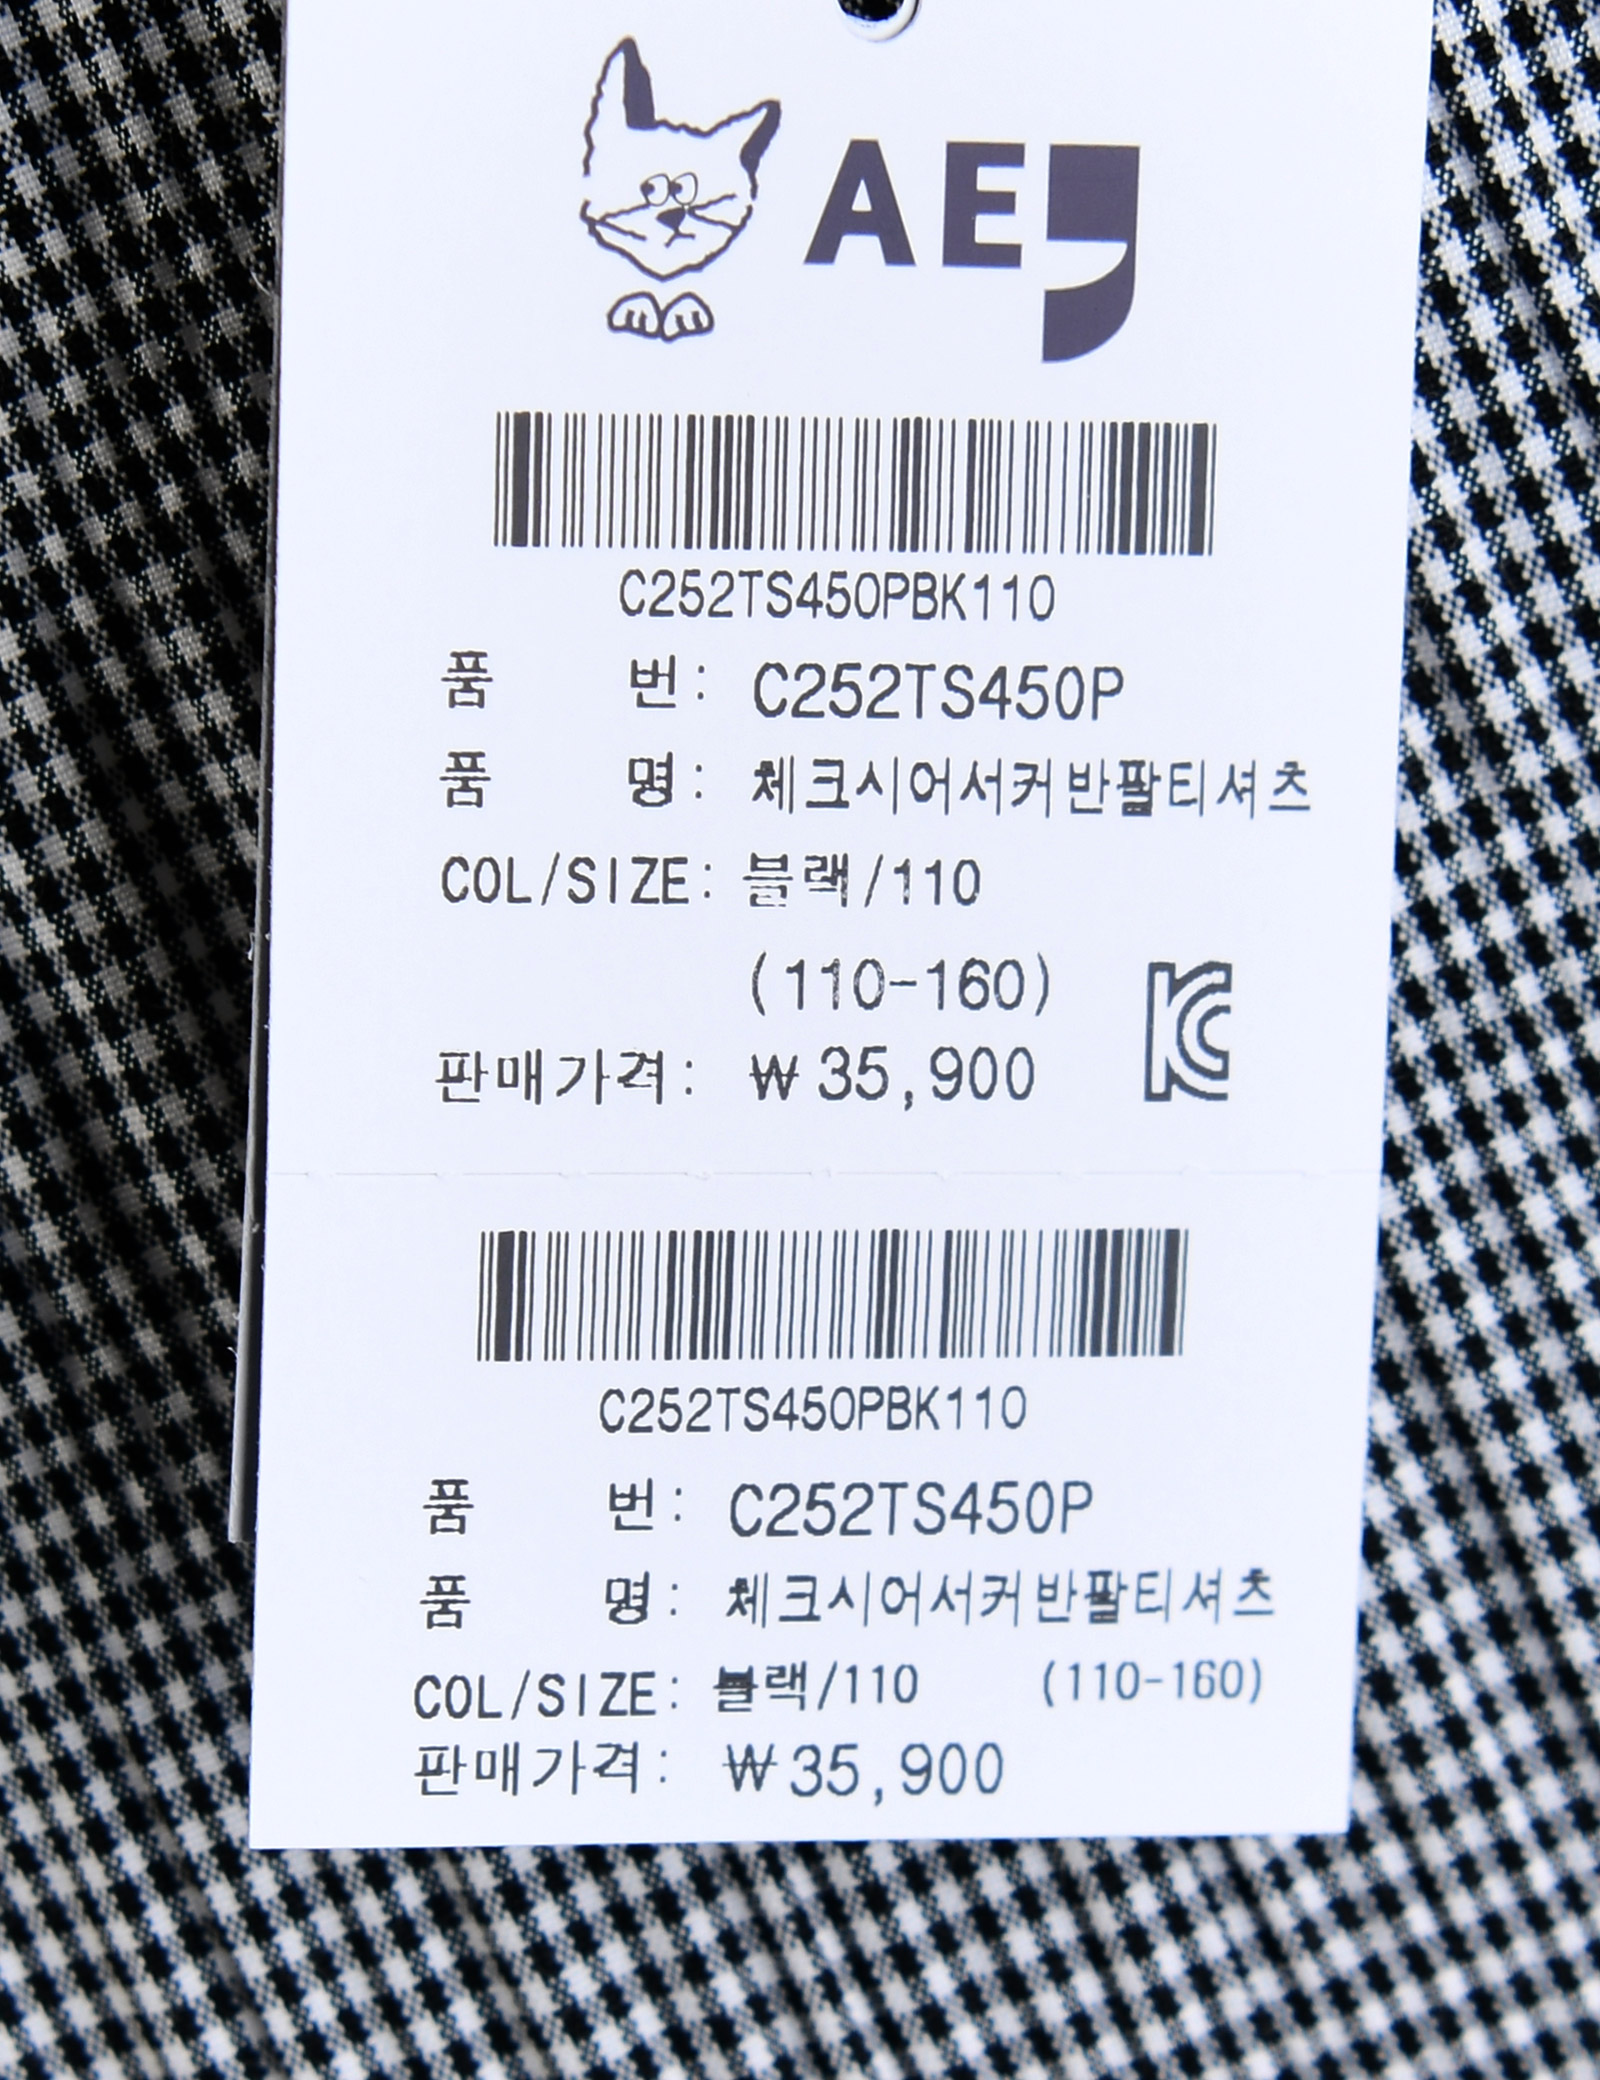 AE,
C252TS450PBK110
품 번: C252TS450P
품 명: 체크시어서커반팔티셔츠
COL/SIZE: 블랙/110
(110-160)
판매가격: ₩35,900
C252TS450PBK110
품 번: C252TS450P
품 명: 체크시어서커반팔티셔츠
COL/SIZE: 블랙/110 (110-160)
판매가격: ₩35,900